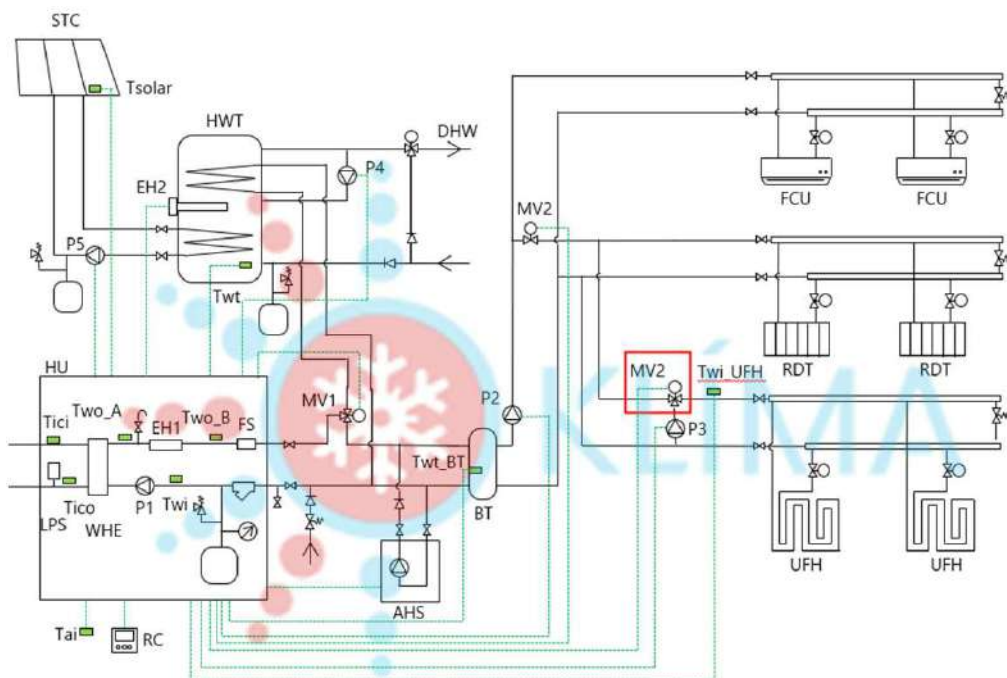 STC
Tsolar
HWT
DHW
P4
EH2
P5
Twt
FCU
FCU
MV2
RDT
RDT
MV2
Twi_UFH
P3
HU
Tici
Two_A
EH1
Two_B
FS
MV1
P2
Twt_BT
BT
LPS
Tico
WHE
P1
Twi
AHS
UFH
UFH
Tai
RC
KLÍMA